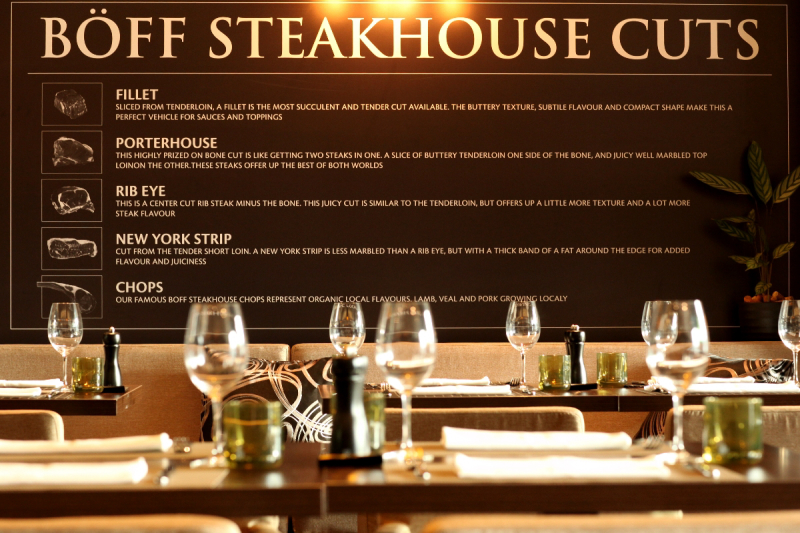 BÖFF STEAKHOUSE CUTS
FILLET
SLICED FROM TENDERLOIN, A FILLET IS THE MOST SUCCULENT AND TENDER CUT AVAILABLE. THE BUTTERY TEXTURE, SUBTILE FLAVOUR AND COMPACT SHAPE MAKE THIS A
PERFECT VEHICLE FOR SAUCES AND TOPPINGS
PORTERHOUSE
THIS HIGHLY PRIZED ON BONE CUT IS LIKE GETTING TWO STEAKS IN ONE. A SLICE OF BUTTERY TENDERLOIN ONE SIDE OF THE BONE, AND JUICY WELL MARBLED TOP
LOINON THE OTHER.THESE STEAKS OFFER UP THE BEST OF BOTH WORLDS
RIB EYE
THIS IS A CENTER CUT RIB STEAK MINUS THE BONE. THIS JUICY CUT IS SIMILAR TO THE TENDERLOIN, BUT OFFERS UP A LITTLE MORE TEXTURE AND A LOT MORE
STEAK FLAVOUR
NEW YORK STRIP
CUT FROM THE TENDER SHORT LOIN. A NEW YORK STRIP IS LESS MARBLED THAN A RIB EYE, BUT WITH A THICK BAND OF A FAT AROUND THE EDGE FOR ADDED
FLAVOUR AND JUICINESS
CHOPS
OUR FAMOUS BOFF STEAKHOUSE CHOPS REPRESENT ORGANIC LOCAL FLAVOURS. LAMB, VEAL AND PORK GROWING LOCALY